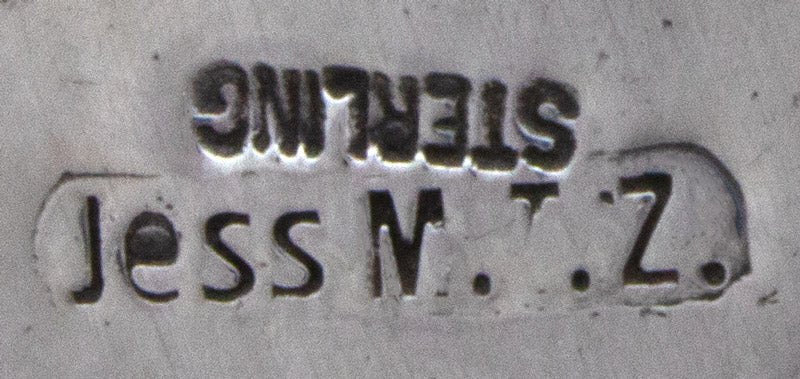 STERLING
Jess M. T. Z.